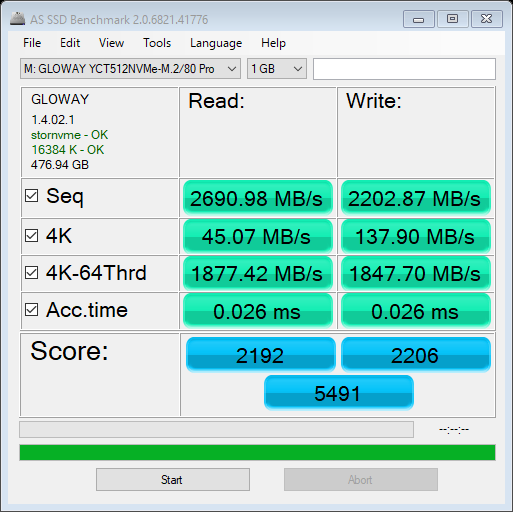 AS SSD Benchmark 2.0.6821.41776
File Edit View Tools Language Help
M: GLOWAY YCT512NVMe-M.2/80 Pro 1 GB
GLOWAY Read: Write:
1.4.02.1
stornvme - OK
16384 K - OK
476.94 GB
Seq 2690.98 MB/s 2202.87 MB/s
4K 45.07 MB/s 137.90 MB/s
4K-64Thrd 1877.42 MB/s 1847.70 MB/s
Acc.time 0.026 ms 0.026 ms
Score: 2192 2206
5491
--:--:--
Start Abort